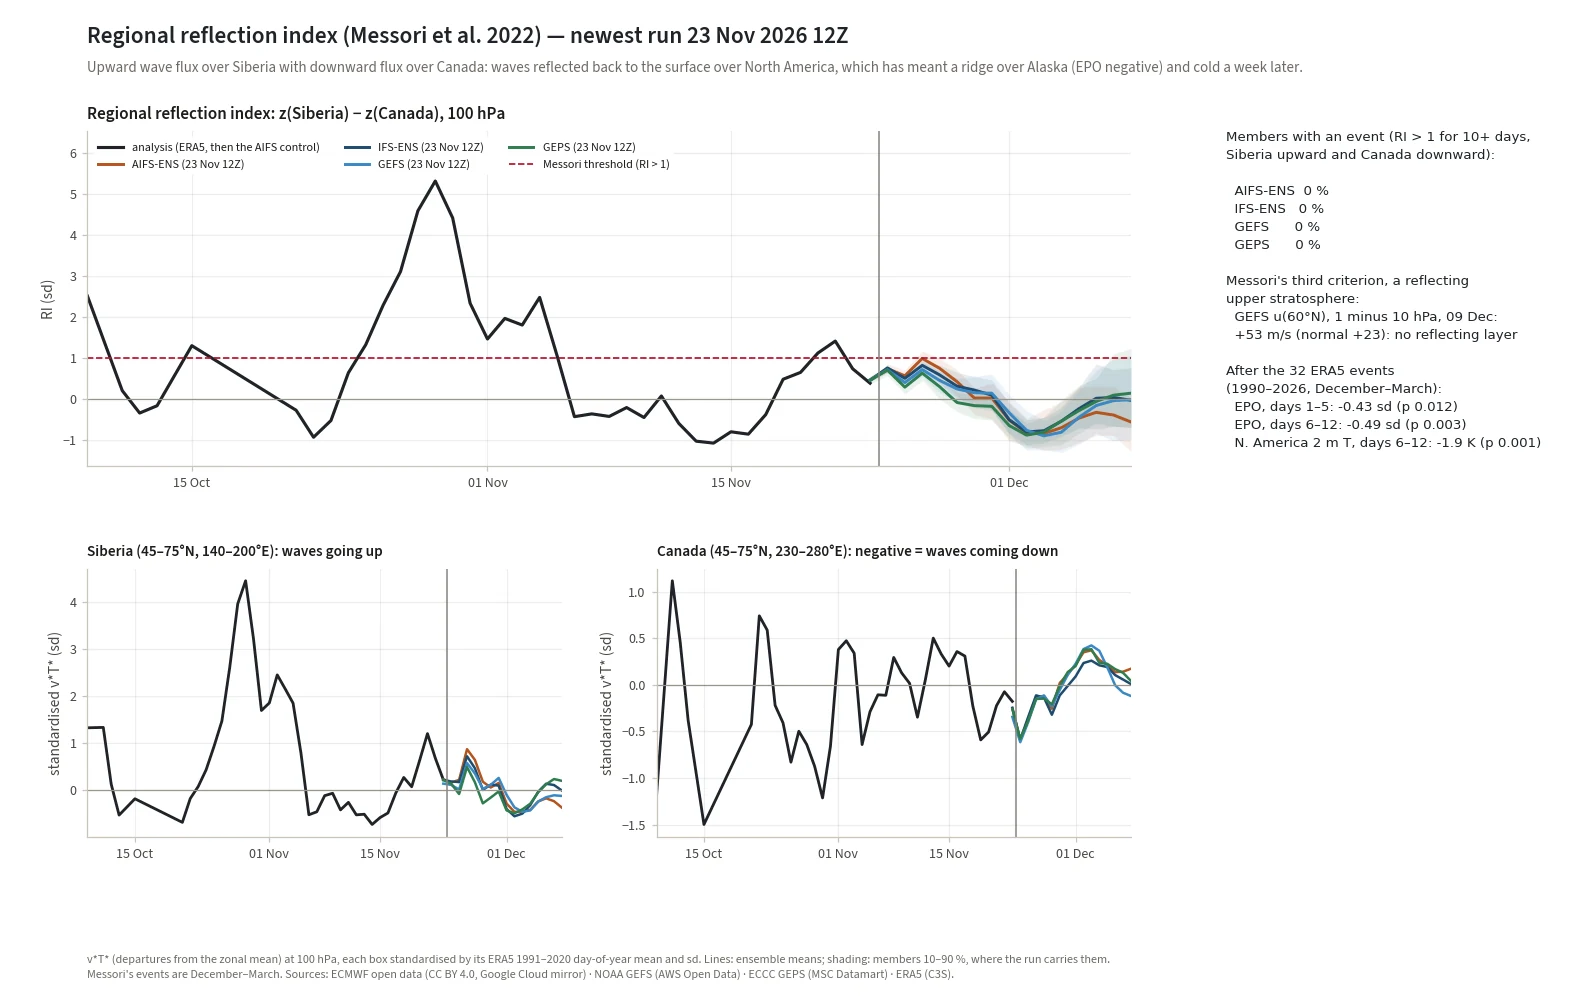 Regional reflection index (Messori et al. 2022) — newest run 23 Nov 2026 12Z
Upward wave flux over Siberia with downward flux over Canada: waves reflected back to the surface over North America, which has meant a ridge over Alaska (EPO negative) and cold a week later.
Regional reflection index: z(Siberia) − z(Canada), 100 hPa
analysis (ERA5, then the AIFS control)
AIFS-ENS (23 Nov 12Z)
IFS-ENS (23 Nov 12Z)
GEFS (23 Nov 12Z)
GEPS (23 Nov 12Z)
Messori threshold (RI > 1)
RI (sd)
6
5
4
3
2
1
0
−1
15 Oct
01 Nov
15 Nov
01 Dec
Members with an event (RI > 1 for 10+ days,
Siberia upward and Canada downward):
AIFS-ENS 0 %
IFS-ENS 0 %
GEFS 0 %
GEPS 0 %
Messori's third criterion, a reflecting
upper stratosphere:
GEFS u(60°N), 1 minus 10 hPa, 09 Dec:
+53 m/s (normal +23): no reflecting layer
After the 32 ERA5 events
(1990–2026, December–March):
EPO, days 1–5: -0.43 sd (p 0.012)
EPO, days 6–12: -0.49 sd (p 0.003)
N. America 2 m T, days 6–12: -1.9 K (p 0.001)
Siberia (45–75°N, 140–200°E): waves going up
standardised v*T* (sd)
4
3
2
1
0
15 Oct
01 Nov
15 Nov
01 Dec
Canada (45–75°N, 230–280°E): negative = waves coming down
standardised v*T* (sd)
1.0
0.5
0.0
−0.5
−1.0
−1.5
15 Oct
01 Nov
15 Nov
01 Dec
v*T* (departures from the zonal mean) at 100 hPa, each box standardised by its ERA5 1991–2020 day-of-year mean and sd. Lines: ensemble means; shading: members 10–90 %, where the run carries them.
Messori's events are December–March. Sources: ECMWF open data (CC BY 4.0, Google Cloud mirror) · NOAA GEFS (AWS Open Data) · ECCC GEPS (MSC Datamart) · ERA5 (C3S).